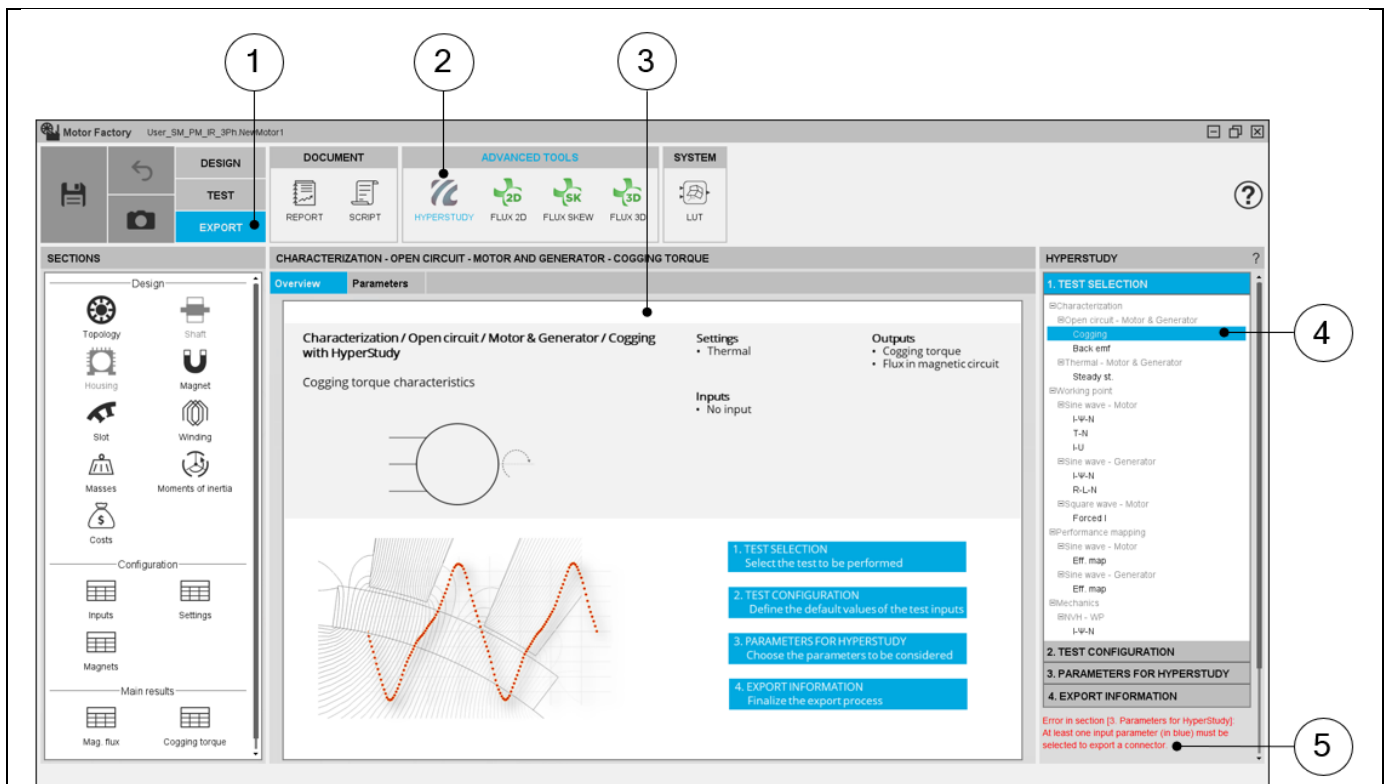 1
2
3
Motor Factory User_SM_PM_IR_3Ph.NewMotor1
DESIGN
TEST
EXPORT
DOCUMENT
ADVANCED TOOLS
SYSTEM
REPORT
SCRIPT
HYPERSTUDY
2D
FLUX 2D
SK
FLUX SKEW
3D
FLUX 3D
LUT
?
SECTIONS
CHARACTERIZATION - OPEN CIRCUIT - MOTOR AND GENERATOR - COGGING TORQUE
HYPERSTUDY ?
Design
Topology
Shaft
Housing
Magnet
Slot
Winding
Masses
Moments of inertia
$
Costs
Configuration
Inputs
Settings
Magnets
Main results
Mag. flux
Cogging torque
Overview
Parameters
Characterization / Open circuit / Motor & Generator / Cogging
with HyperStudy
Cogging torque characteristics
Settings
• Thermal
Inputs
• No input
Outputs
• Cogging torque
• Flux in magnetic circuit
1. TEST SELECTION
Select the test to be performed
2. TEST CONFIGURATION
Define the default values of the test inputs
3. PARAMETERS FOR HYPERSTUDY
Choose the parameters to be considered
4. EXPORT INFORMATION
Finalize the export process
1. TEST SELECTION
Characterization
Open circuit - Motor & Generator
Cogging
Back emf
Thermal - Motor & Generator
Steady st.
Working point
Sine wave - Motor
I-Ψ-N
T-N
I-U
Sine wave - Generator
I-Ψ-N
R-L-N
Square wave - Motor
Forced I
Performance mapping
Sine wave - Motor
Eff. map
Sine wave - Generator
Eff. map
Mechanics
NVH - WP
I-Ψ-N
2. TEST CONFIGURATION
3. PARAMETERS FOR HYPERSTUDY
4. EXPORT INFORMATION
Error in section [3. Parameters for HyperStudy]:
At least one input parameter (in blue) must be
selected to export a connector.
4
5